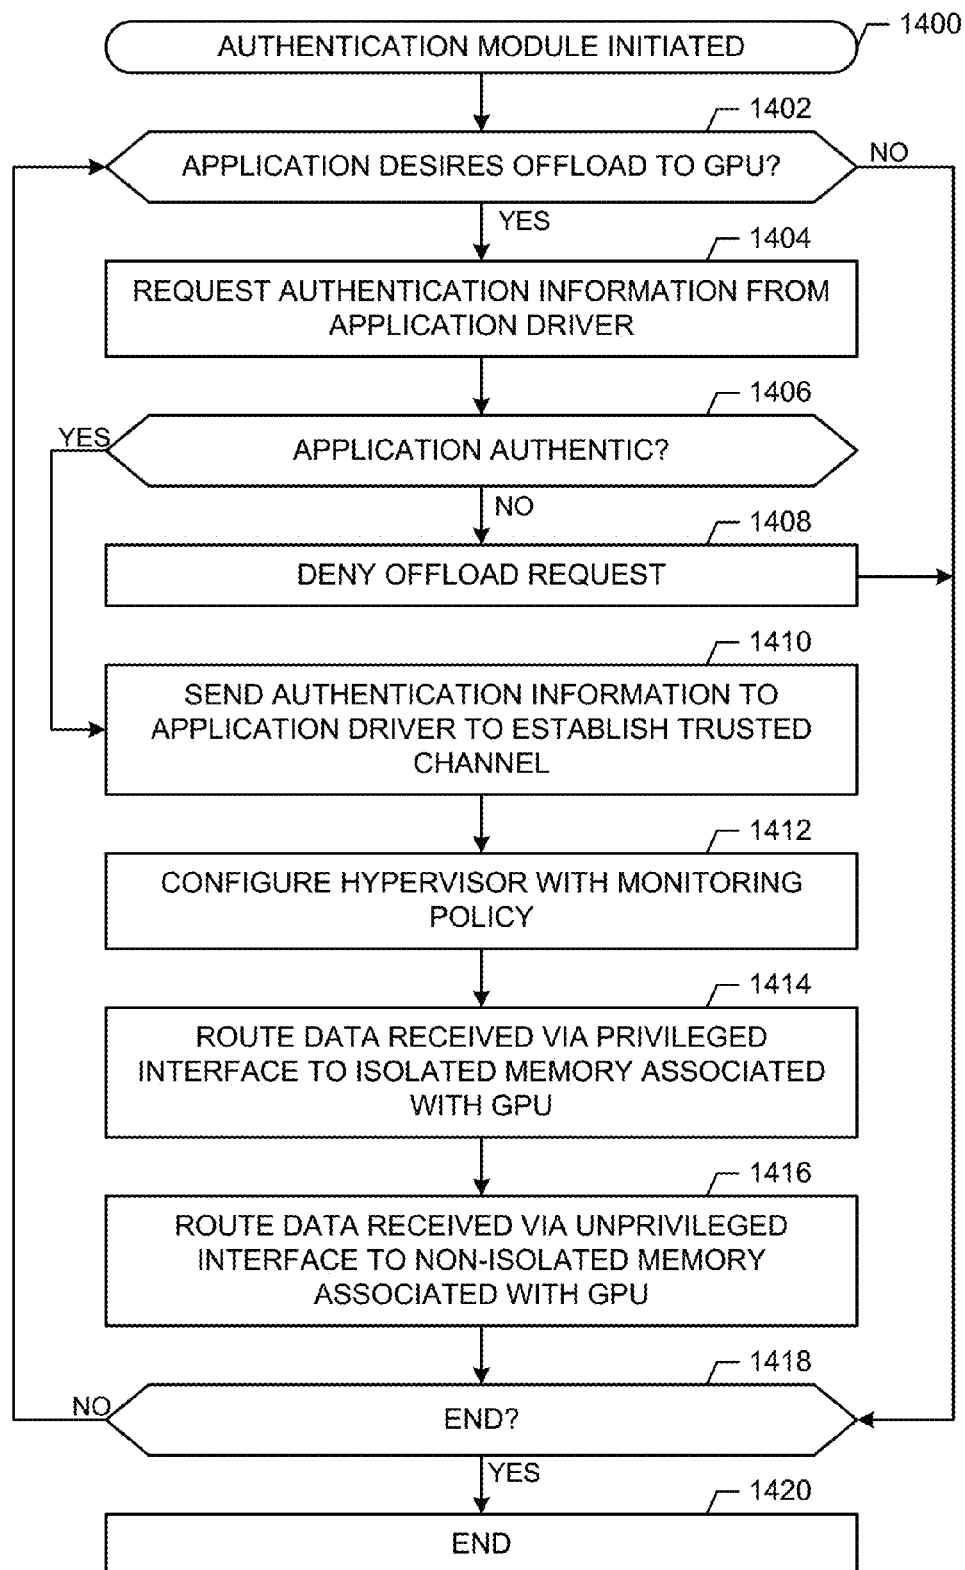 1400
AUTHENTICATION MODULE INITIATED
1402
APPLICATION DESIRES OFFLOAD TO GPU?
NO
YES
1404
REQUEST AUTHENTICATION INFORMATION FROM
APPLICATION DRIVER
1406
YES
APPLICATION AUTHENTIC?
NO
1408
DENY OFFLOAD REQUEST
1410
SEND AUTHENTICATION INFORMATION TO
APPLICATION DRIVER TO ESTABLISH TRUSTED
CHANNEL
1412
CONFIGURE HYPERVISOR WITH MONITORING
POLICY
1414
ROUTE DATA RECEIVED VIA PRIVILEGED
INTERFACE TO ISOLATED MEMORY ASSOCIATED
WITH GPU
1416
ROUTE DATA RECEIVED VIA UNPRIVILEGED
INTERFACE TO NON-ISOLATED MEMORY
ASSOCIATED WITH GPU
1418
NO
END?
YES
1420
END